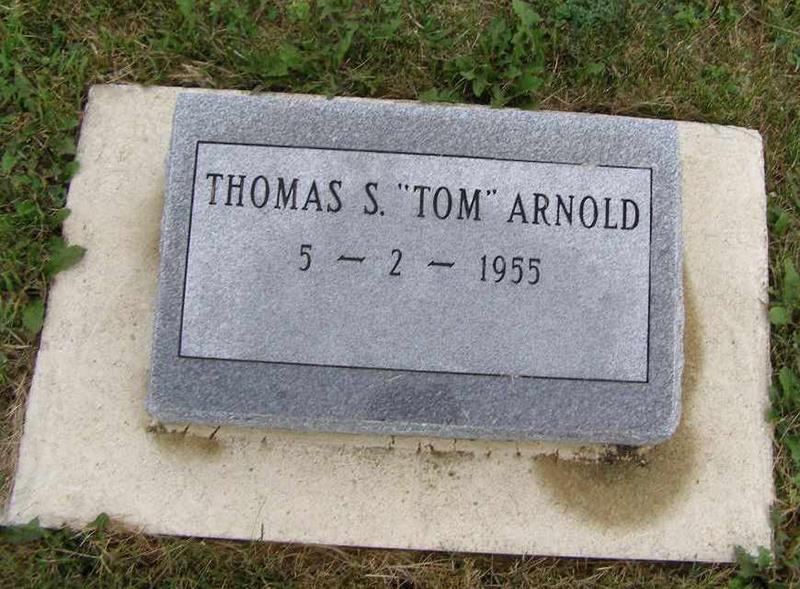 THOMAS S. "TOM" ARNOLD
5 — 2 — 1955